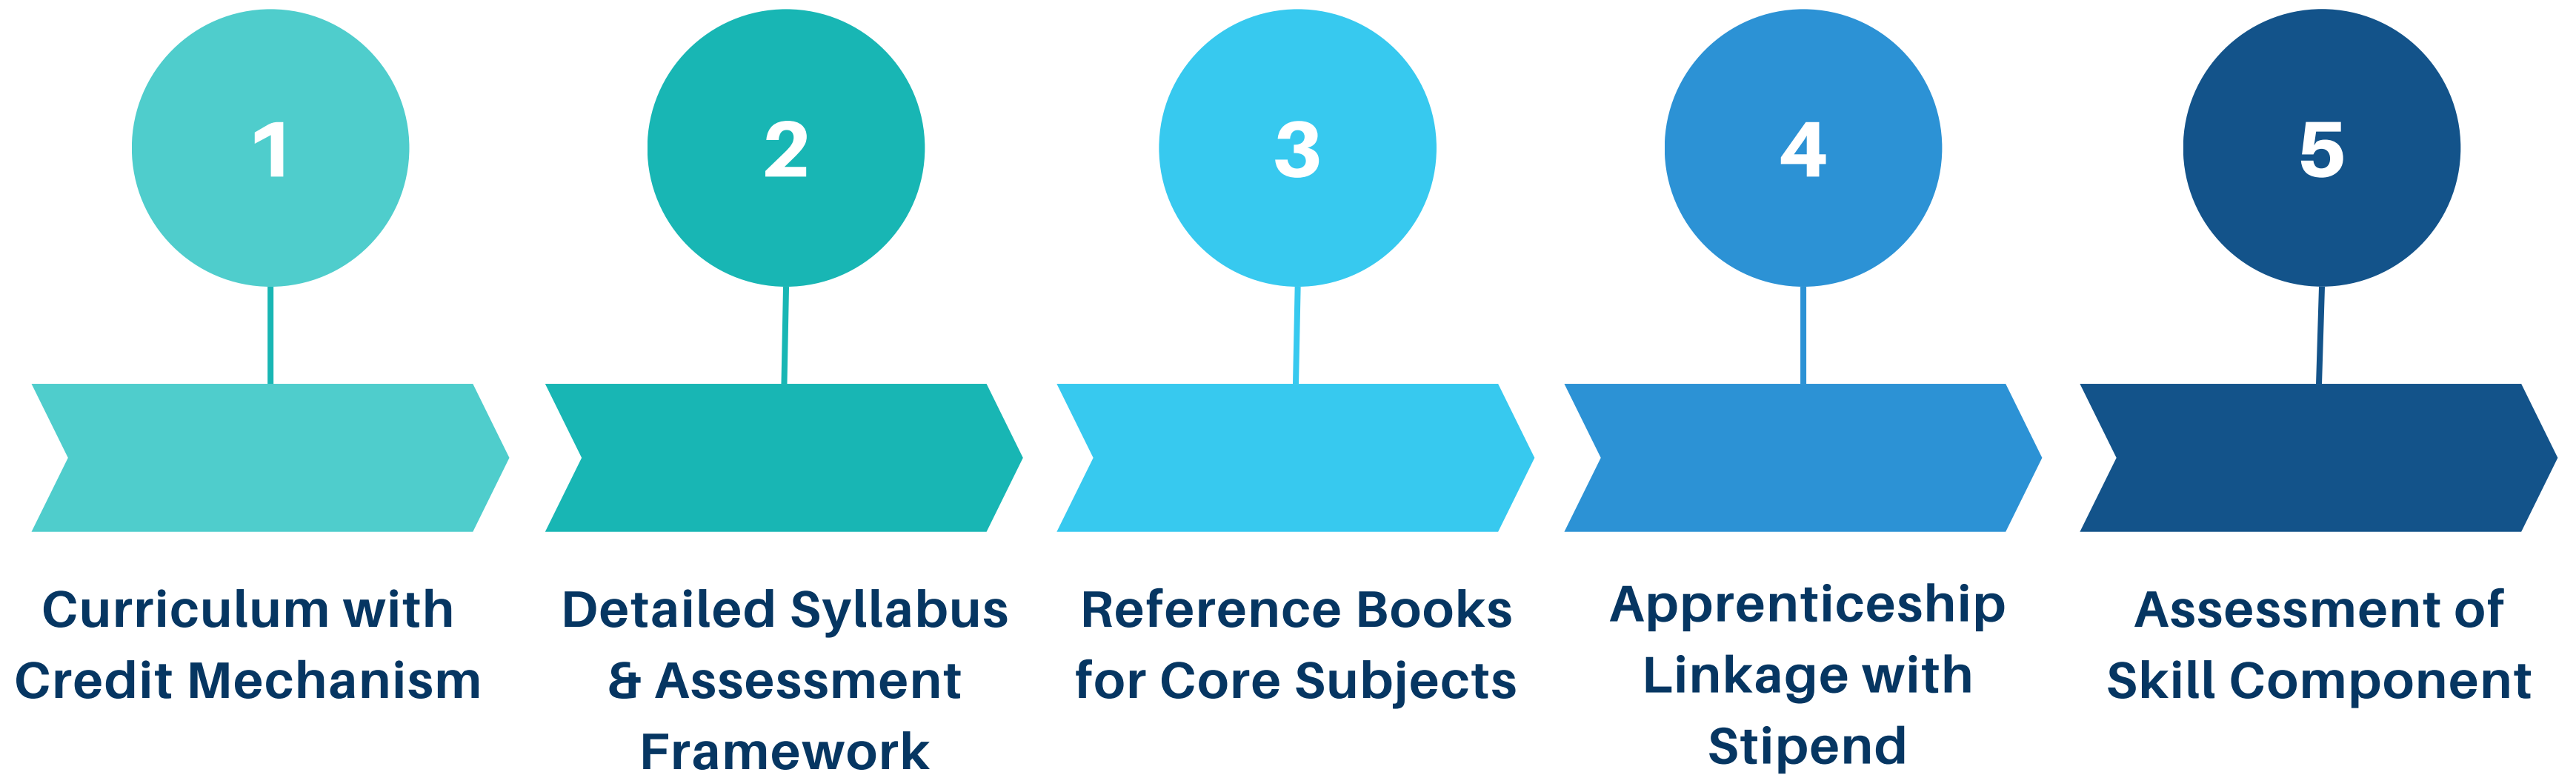 1
2
3
4
5
Curriculum with
Credit Mechanism
Detailed Syllabus
& Assessment
Framework
Reference Books
for Core Subjects
Apprenticeship
Linkage with
Stipend
Assessment of
Skill Component